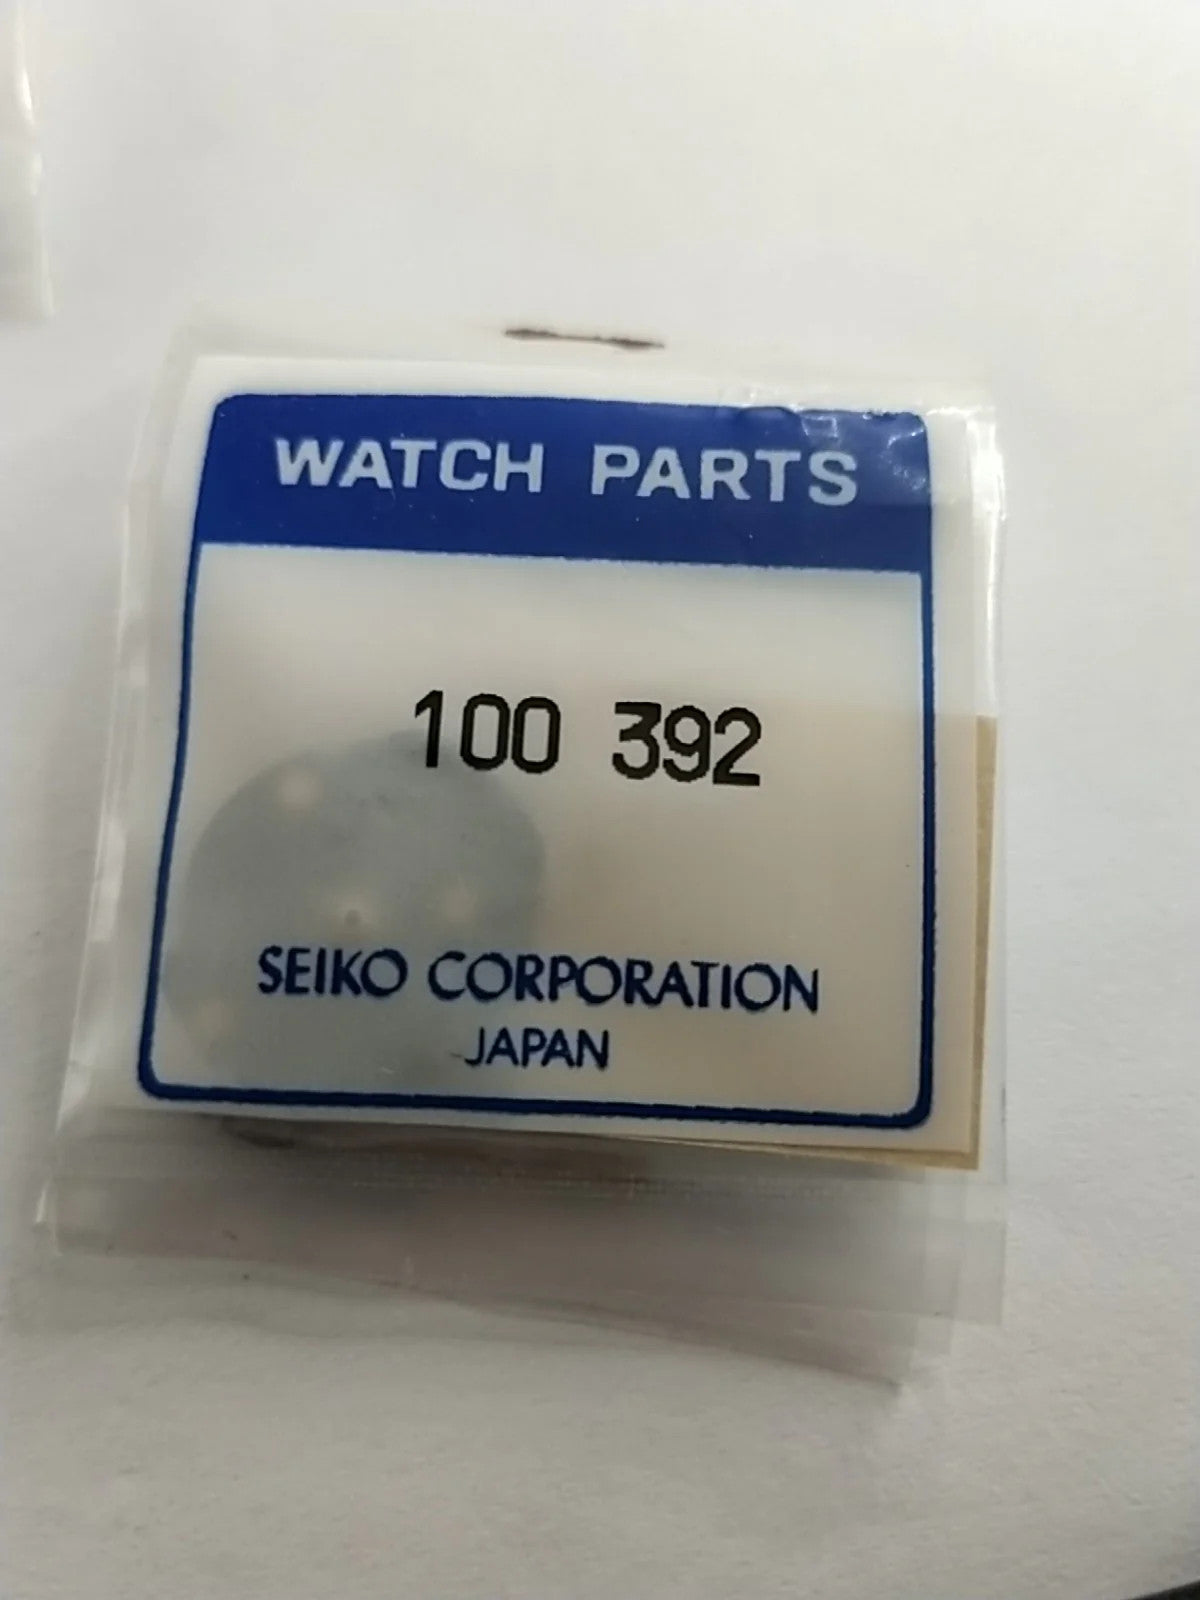 WATCH PARTS
100 392
SEIKO CORPORATION
JAPAN